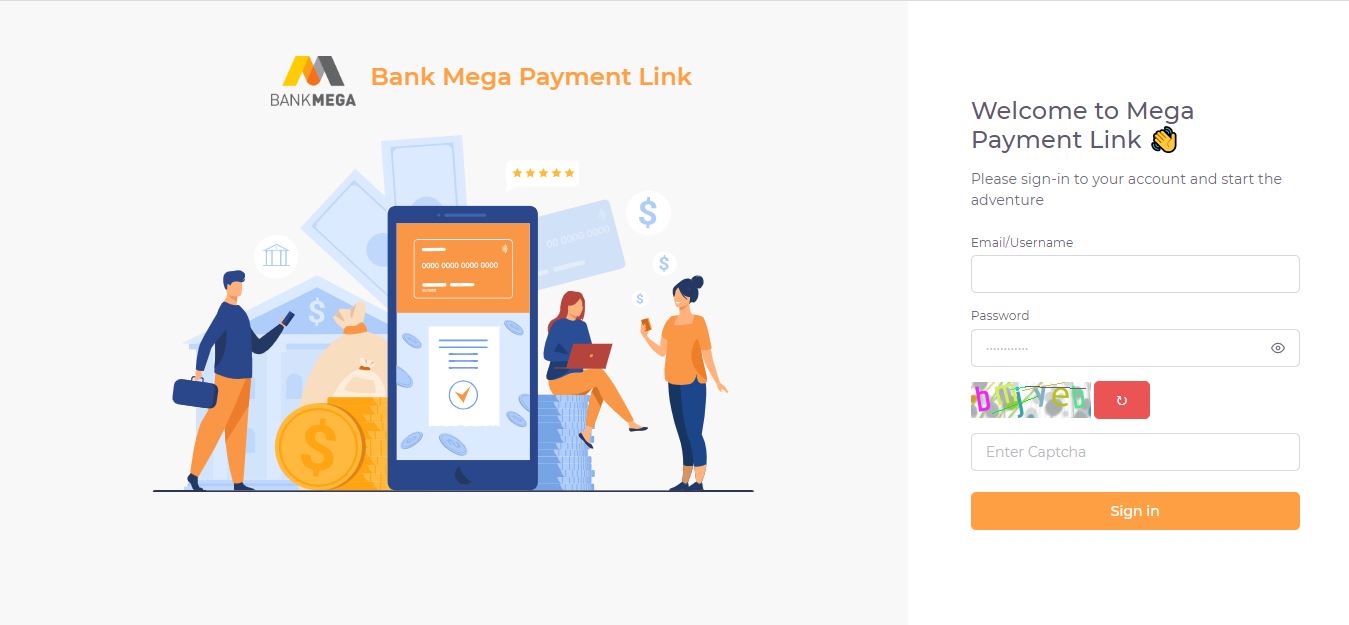 BANKMEGA
Bank Mega Payment Link
00 0000 0000
0000 0000 0000 0000
Welcome to Mega
Payment Link 👋
Please sign-in to your account and start the
adventure
Email/Username
Password
Enter Captcha
Sign in